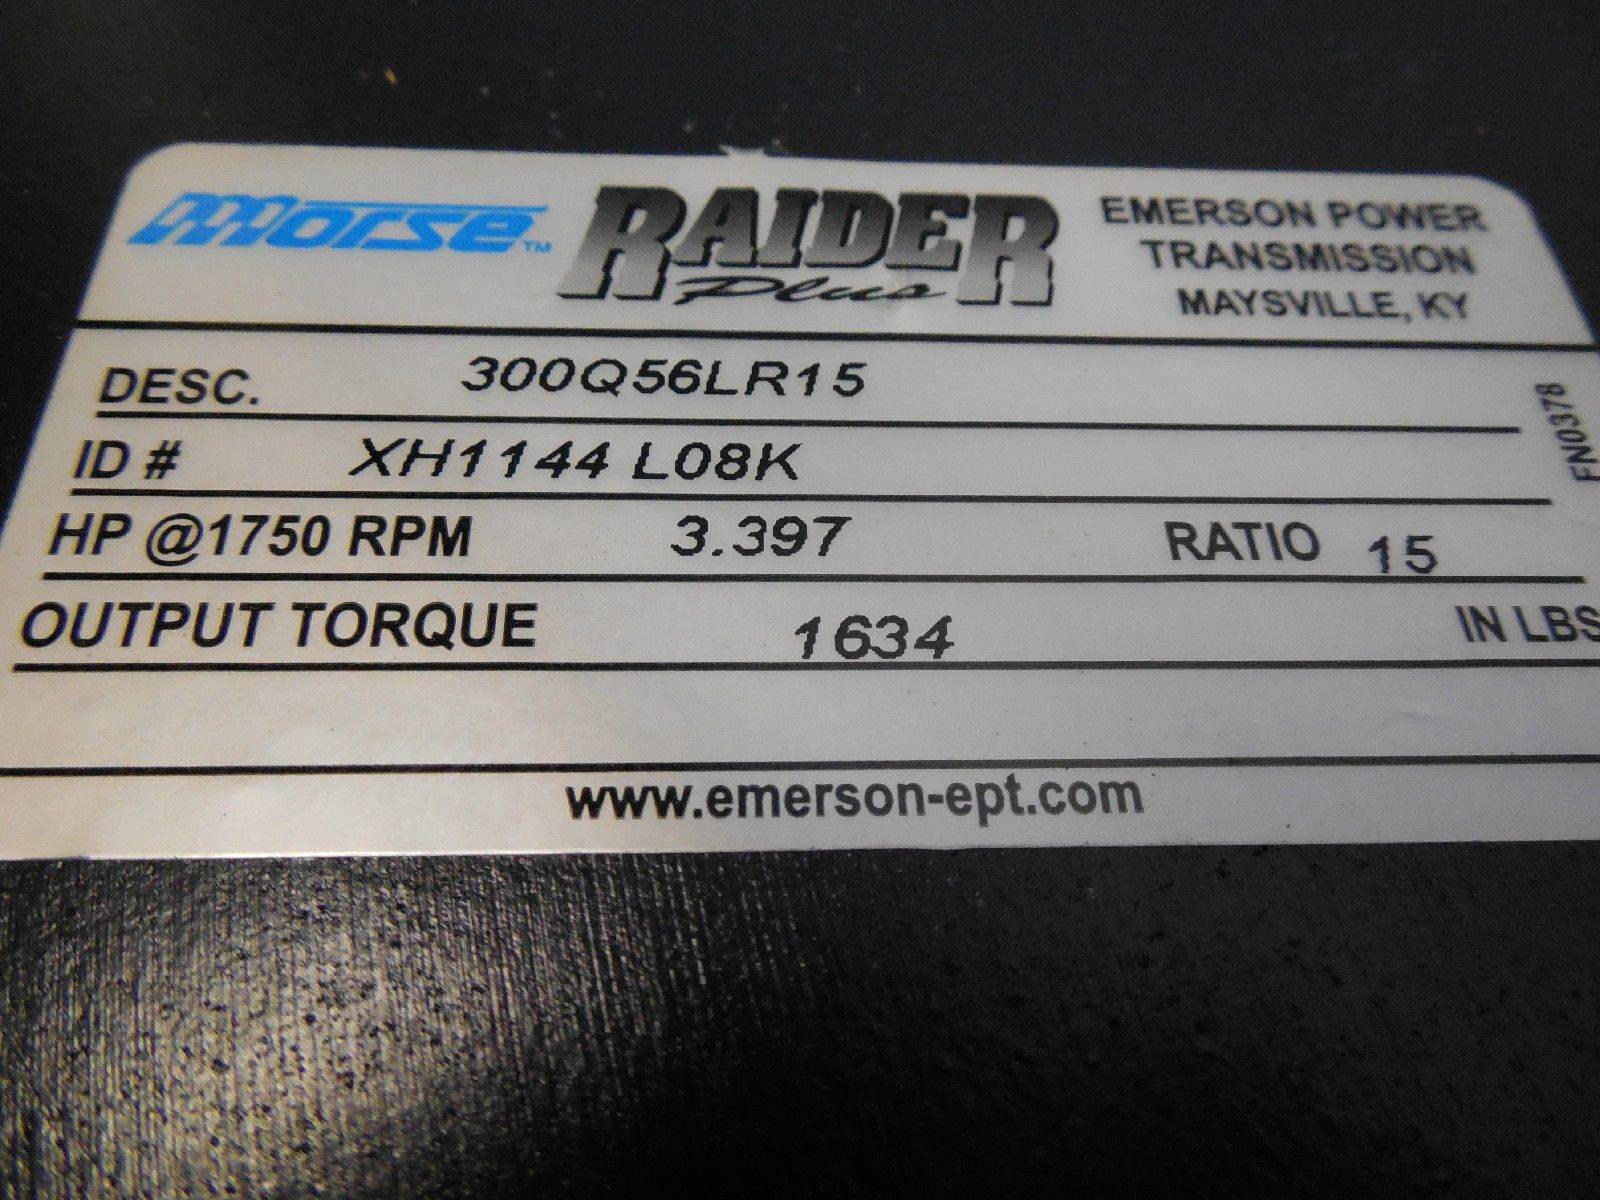 morse™
RAIDER
Plus
EMERSON POWER
TRANSMISSION
MAYSVILLE, KY
DESC. 300Q56LR15
ID # XH1144 L08K
HP @1750 RPM 3.397 RATIO 15
OUTPUT TORQUE 1634 IN LBS
www.emerson-ept.com
FN0378